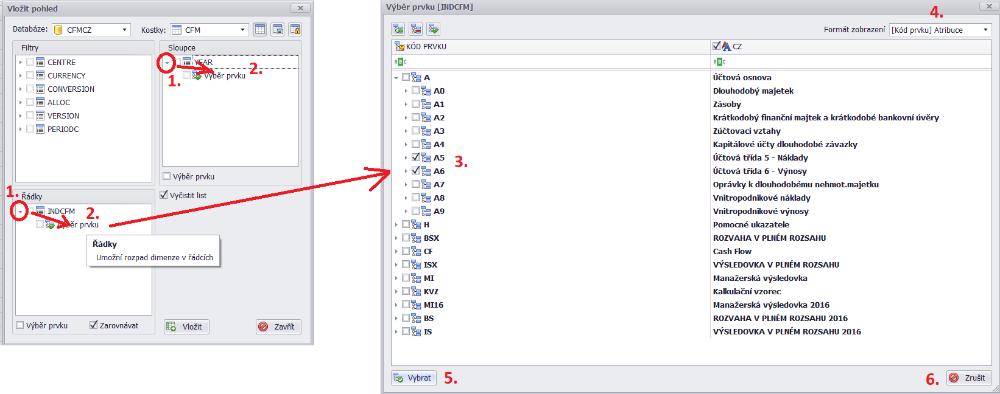 Vložit pohled
Databáze: CFMCZ Kostky: CFM
Filtry
CENTRE
CURRENCY
CONVERSION
ALLOC
VERSION
PERIODC
Sloupce
YEAR
Výběr prvku
1.
2.
Výběr prvku
Vyčistit list
1.
Řádky
INDCFM
2.
Výběr prvku
Řádky
Umožní rozpad dimenze v řádcích
Výběr prvku Zarovnávat
Vložit Zavřít
Výběr prvku [INDCFM]
4.
Formát zobrazení [Kód prvku] Atribuce
KÓD PRVKU CZ
ABC ABC
A Účtová osnova
A0 Dlouhodobý majetek
A1 Zásoby
A2 Krátkodobý finanční majtek a krátkodobé bankovní úvěry
A3 Zúčtovací vztahy
A4 Kapitálové účty dlouhodobé závazky
A5 Účtová třída 5 - Náklady
3.
A6 Účtová třída 6 - Výnosy
A7 Oprávky k dlouhodobému nehmot.majetku
A8 Vnitropodnikové náklady
A9 Vnitropodnikové výnosy
H Pomocné ukazatele
BSX ROZVAHA V PLNÉM ROZSAHU
CF Cash Flow
ISX VÝSLEDOVKA V PLNÉM ROZSAHU
MI Manažerská výsledovka
KVZ Kalkulační vzorec
MI16 Manažerská výsledovka 2016
BS ROZVAHA V PLNÉM ROZSAHU 2016
IS VÝSLEDOVKA V PLNÉM ROZSAHU 2016
Vybrat 5. 6. Zrušit